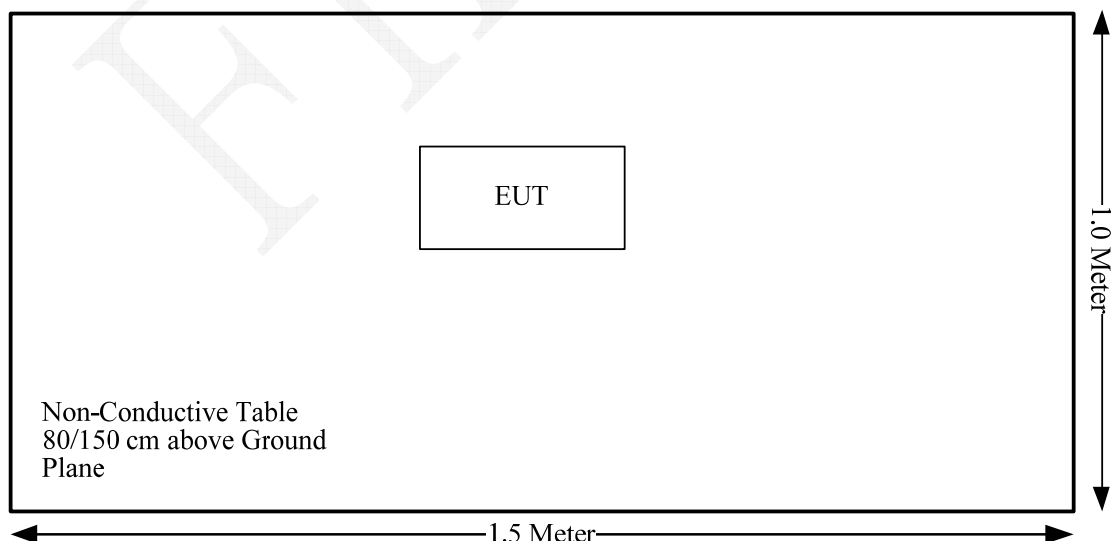 EUT
1.0 Meter
Non-Conductive Table
80/150 cm above Ground
Plane
1.5 Meter